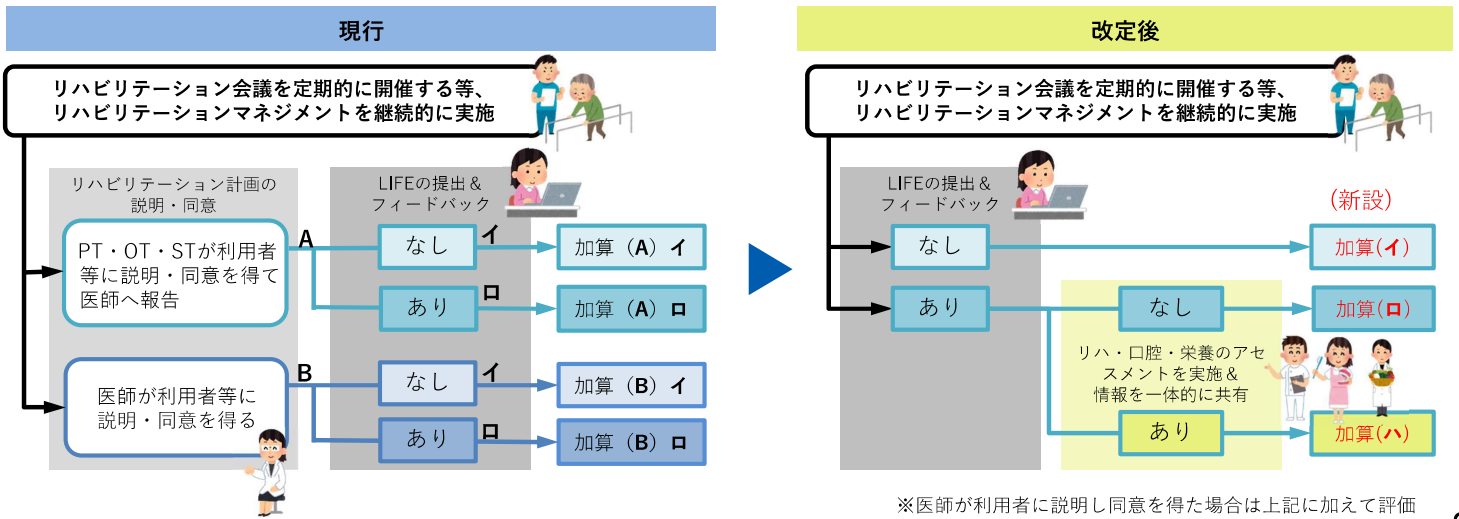 現行
リハビリテーション会議を定期的に開催する等、
リハビリテーションマネジメントを継続的に実施
リハビリテーション計画の
説明・同意
LIFEの提出＆
フィードバック
PT・OT・STが利用者
等に説明・同意を得て
医師へ報告
A
なし
イ
加算（A）イ
あり
ロ
加算（A）ロ
医師が利用者等に
説明・同意を得る
B
なし
イ
加算（B）イ
あり
ロ
加算（B）ロ
改定後
リハビリテーション会議を定期的に開催する等、
リハビリテーションマネジメントを継続的に実施
LIFEの提出＆
フィードバック
(新設)
なし
加算(イ)
あり
なし
加算(ロ)
リハ・口腔・栄養のアセ
スメントを実施＆
情報を一体的に共有
あり
加算(ハ)
※医師が利用者に説明し同意を得た場合は上記に加えて評価